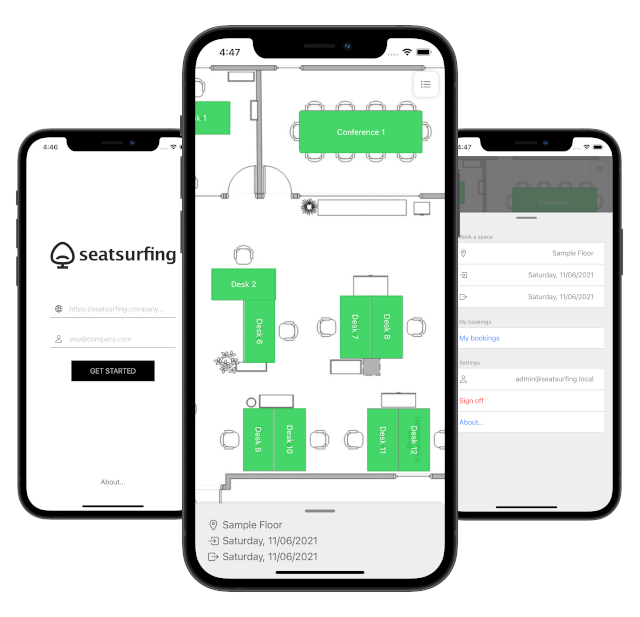 4:46
seatsurfing
https://seatsurfing.company....
you@company.com
GET STARTED
About...
4:47
Conference 1
Desk 2
Desk 6
Desk 7
Desk 8
Desk 9
Desk 10
Desk 11
Desk 12
Sample Floor
Saturday, 11/06/2021
Saturday, 11/06/2021
4:47
Conference 1
Book a space
Sample Floor
Saturday, 11/06/2021
Saturday, 11/06/2021
My bookings
My bookings
Settings
admin@seatsurfing.local
Sign off
About...